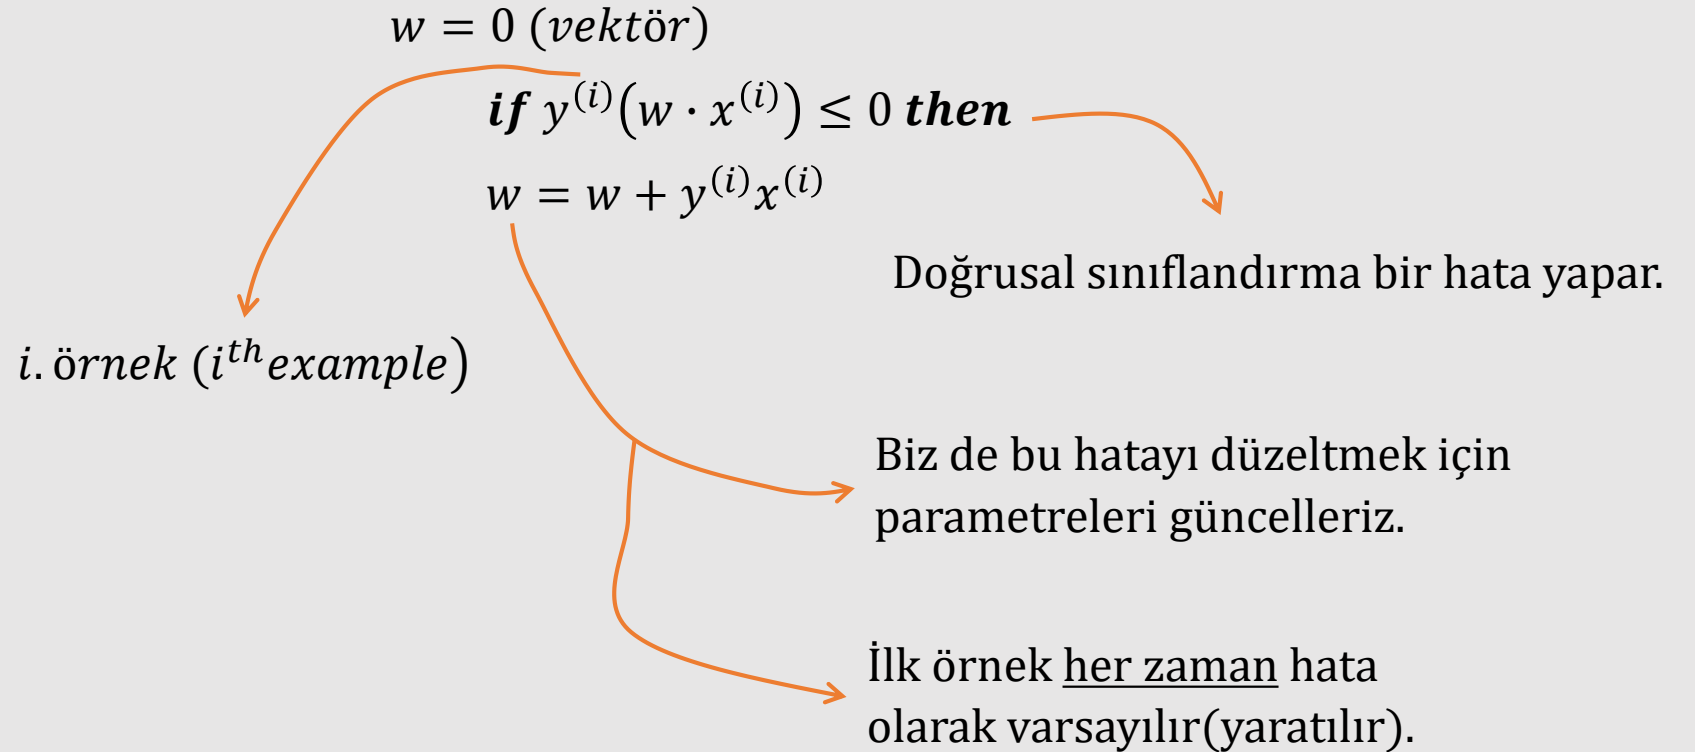 w = 0 (vektör)
if y^(i)(w · x^(i)) ≤ 0 then
w = w + y^(i)x^(i)
Doğrusal sınıflandırma bir hata yapar.
i. örnek (i^th example)
Biz de bu hatayı düzeltmek için
parametreleri güncelleriz.
İlk örnek her zaman hata
olarak varsayılır(yaratılır).